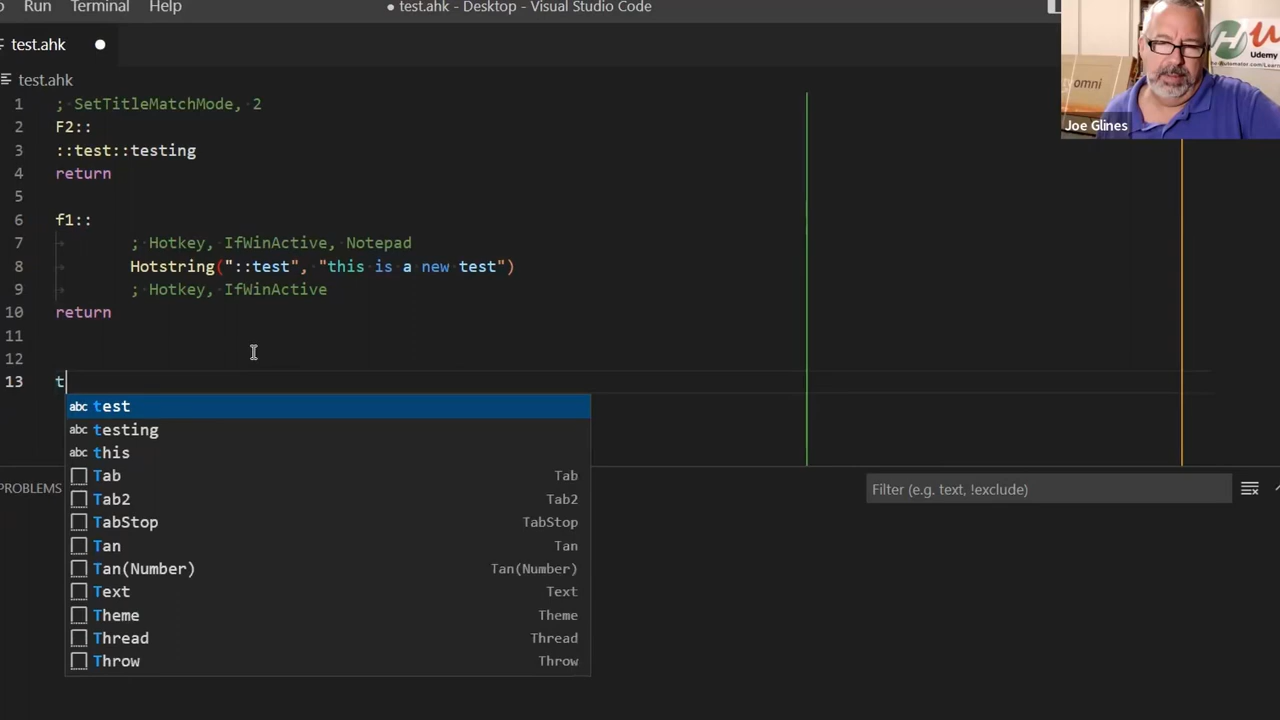 Run Terminal Help
● test.ahk - Desktop - Visual Studio Code
test.ahk ●
test.ahk
1 ; SetTitleMatchMode, 2
2 F2::
3 ::test::testing
4 return
5
6 f1::
7 ; Hotkey, IfWinActive, Notepad
8 Hotstring("::test", "this is a new test")
9 ; Hotkey, IfWinActive
10 return
11
12
13 t
abc test
abc testing
abc this
Tab Tab
Tab2 Tab2
TabStop TabStop
Tan Tan
Tan(Number) Tan(Number)
Text Text
Theme Theme
Thread Thread
Throw Throw
PROBLEMS
Filter (e.g. text, !exclude)
omni
Udemy
Joe Glines